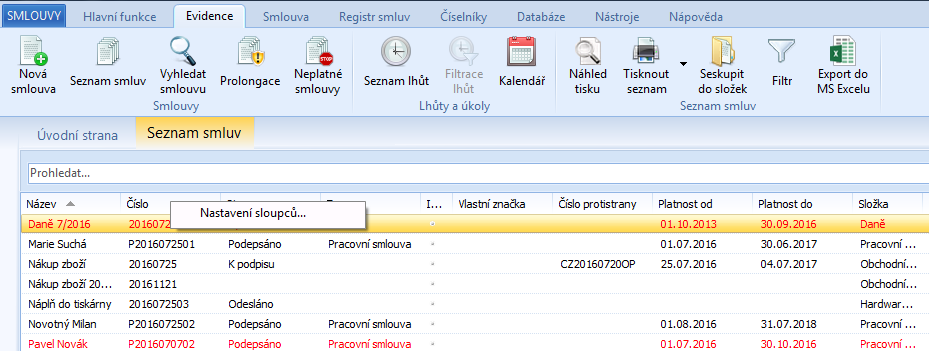 SMLOUVY Hlavní funkce Evidence Smlouva Registr smluv Číselníky Databáze Nástroje Nápověda
Nová smlouva
Seznam smluv
Vyhledat smlouvu
Prolongace
Neplatné smlouvy
Seznam lhůt
Filtrace lhůt
Kalendář
Náhled tisku
Tisknout seznam
Seskupit do složek
Filtr
Export do MS Excelu
Smlouvy Lhůty a úkoly Seznam smluv
Úvodní strana Seznam smluv
Prohledat...
Název Číslo I... Vlastní značka Číslo protistrany Platnost od Platnost do Složka
Nastavení sloupců...
Daně 7/2016 2016072 01.10.2013 30.09.2016 Daně
Marie Suchá P2016072501 Podepsáno Pracovní smlouva 01.07.2016 30.06.2017 Pracovní ...
Nákup zboží 20160725 K podpisu CZ20160720OP 25.07.2016 04.07.2017 Obchodní...
Nákup zboží 20... 20161121 Obchodní...
Náplň do tiskárny 2016072503 Odesláno Hardwar...
Novotný Milan P2016072502 Podepsáno Pracovní smlouva 01.08.2016 31.07.2018 Pracovní ...
Pavel Novák P2016070702 Podepsáno Pracovní smlouva 01.07.2016 30.10.2016 Pracovní ...